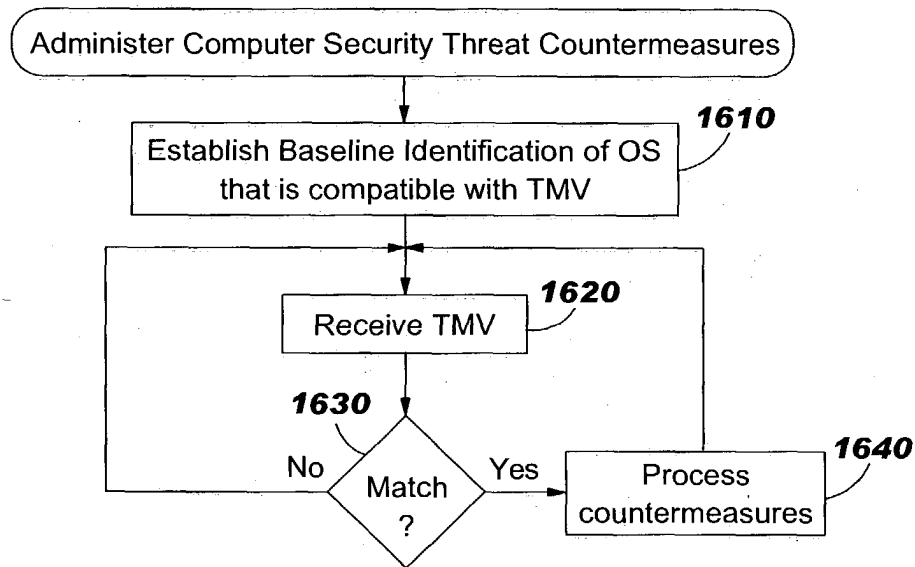 Administer Computer Security Threat Countermeasures
1610
Establish Baseline Identification of OS
that is compatible with TMV
1620
Receive TMV
1630
No
Match
?
Yes
1640
Process
countermeasures